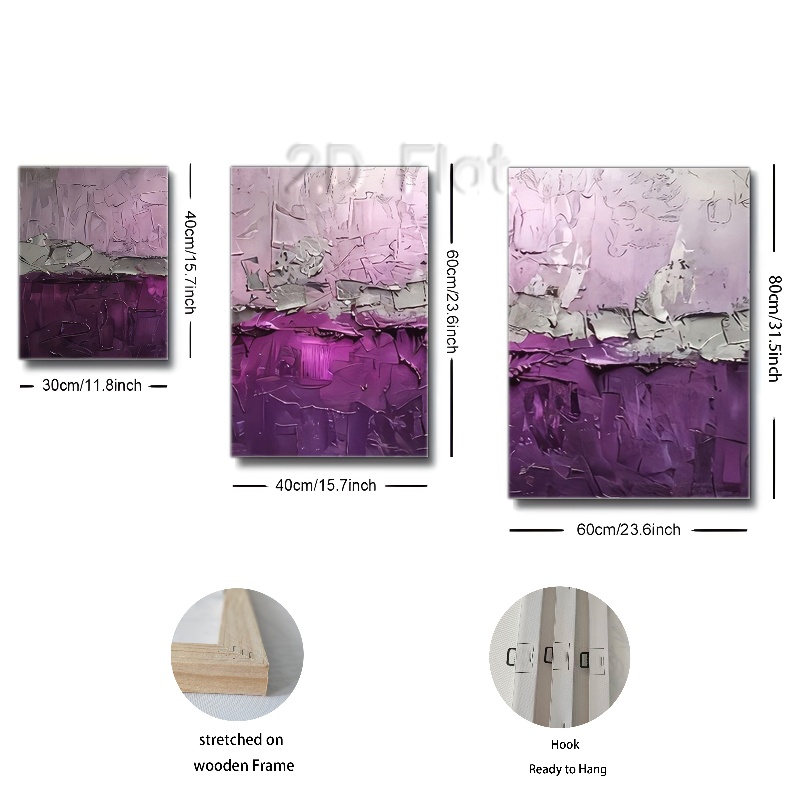 2D Flat
40cm/15.7inch
30cm/11.8inch
60cm/23.6inch
40cm/15.7inch
80cm/31.5inch
60cm/23.6inch
stretched on
wooden Frame
Hook
Ready to Hang